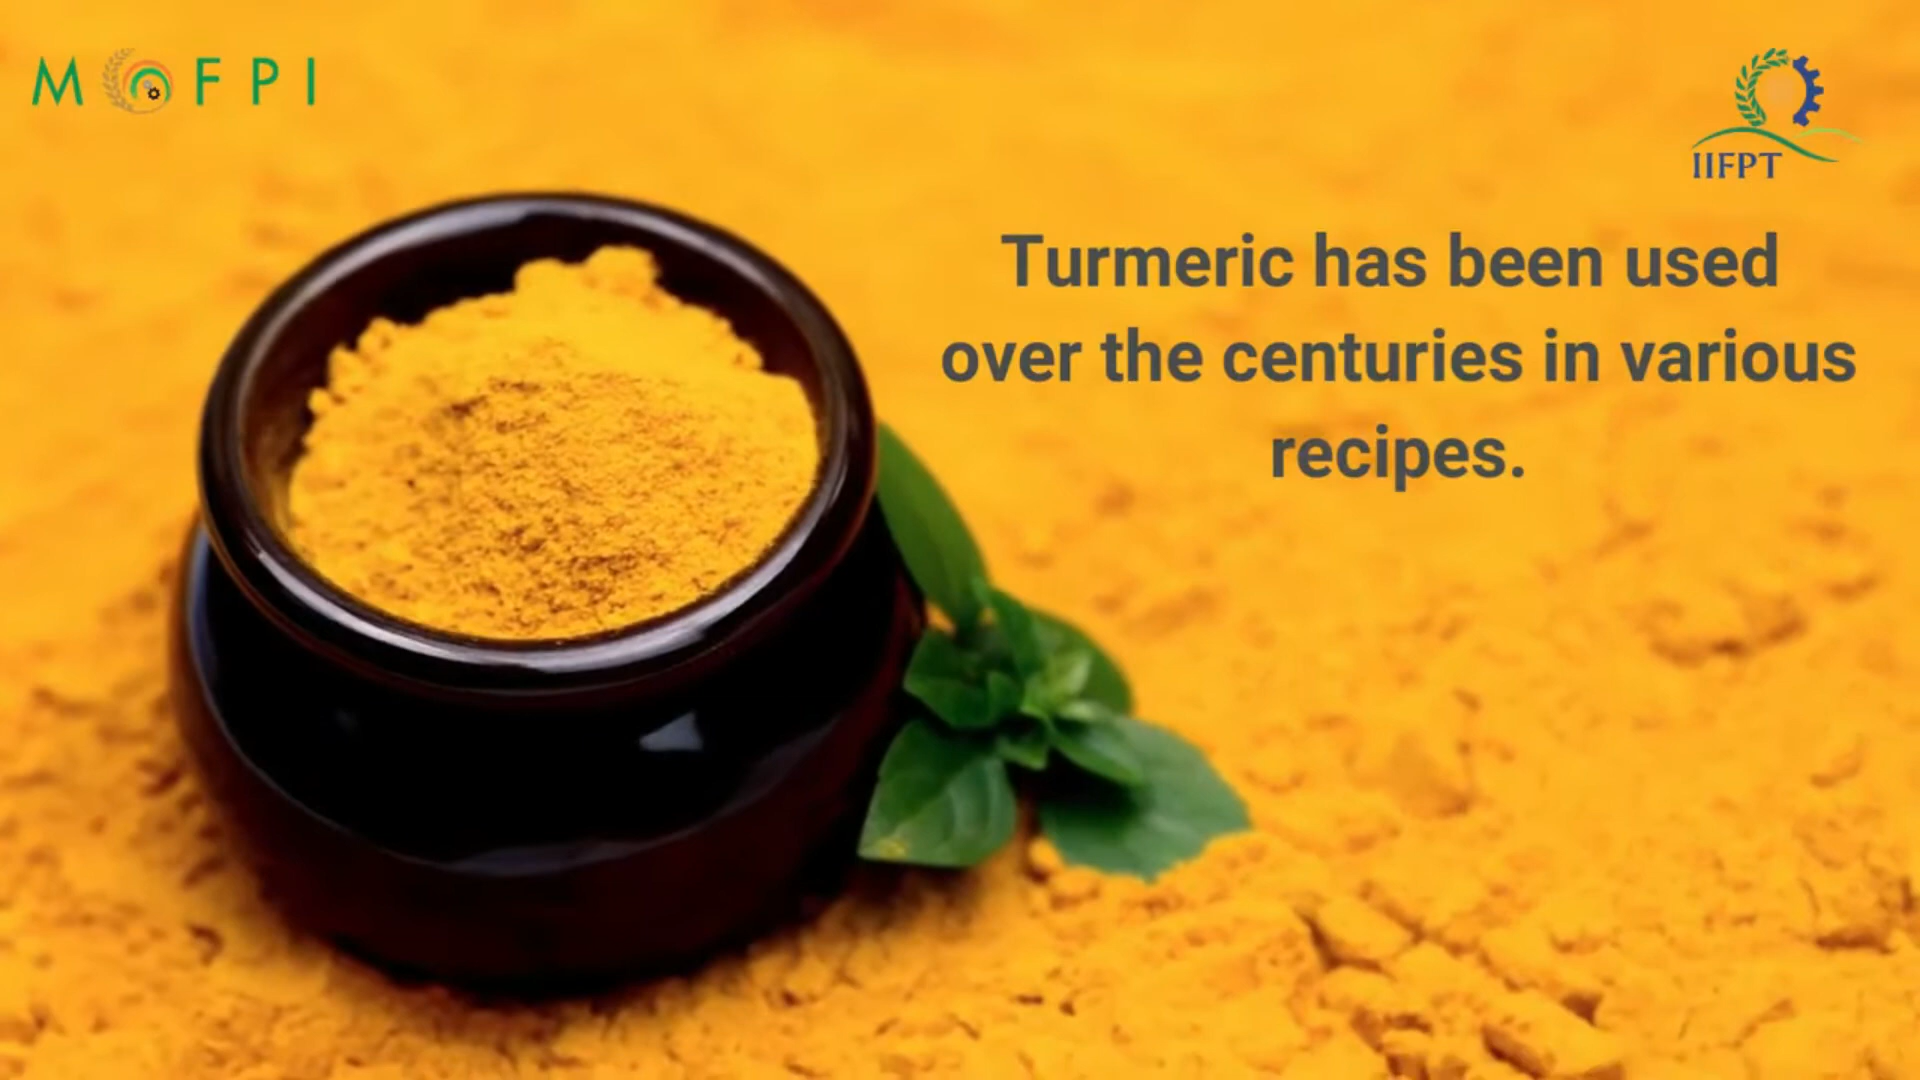 MOFPI
IIFPT
Turmeric has been used
over the centuries in various
recipes.